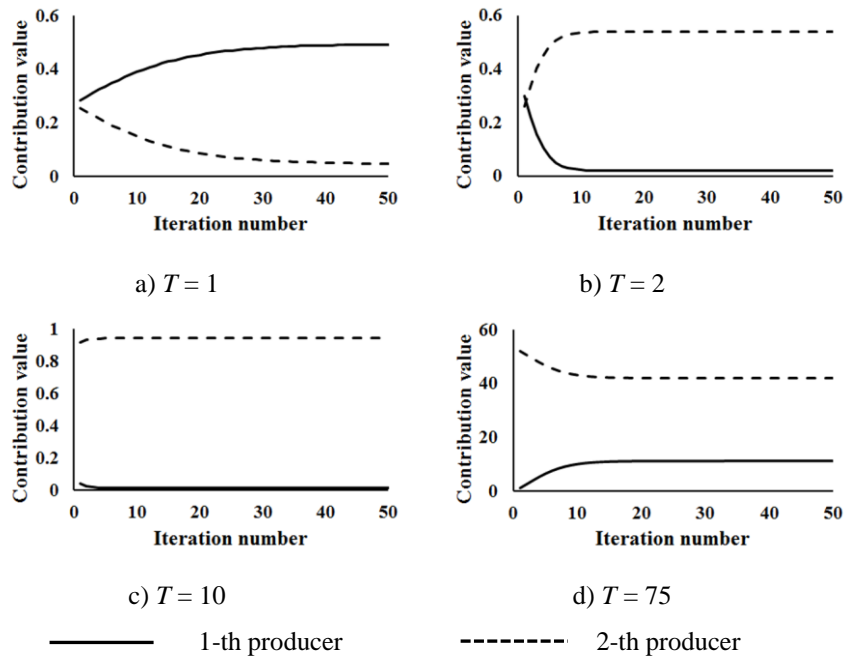 0.6
0.4
0.2
0
Contribution value
0 10 20 30 40 50
Iteration number
a) T = 1
0.6
0.4
0.2
0
Contribution value
0 10 20 30 40 50
Iteration number
b) T = 2
1
0.8
0.6
0.4
0.2
0
Contribution value
0 10 20 30 40 50
Iteration number
c) T = 10
60
40
20
0
Contribution value
0 10 20 30 40 50
Iteration number
d) T = 75
1-th producer
2-th producer